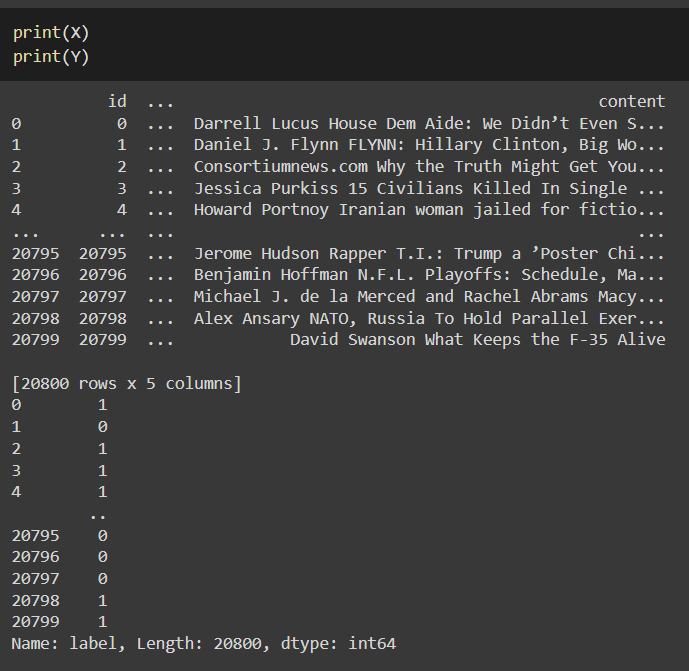 print(X)
print(Y)
id ... content
0 0 ... Darrell Lucus House Dem Aide: We Didn’t Even S...
1 1 ... Daniel J. Flynn FLYNN: Hillary Clinton, Big Wo...
2 2 ... Consortiumnews.com Why the Truth Might Get You...
3 3 ... Jessica Purkiss 15 Civilians Killed In Single ...
4 4 ... Howard Portnoy Iranian woman jailed for fictio...
... ... ... ...
20795 20795 ... Jerome Hudson Rapper T.I.: Trump a ’Poster Chi...
20796 20796 ... Benjamin Hoffman N.F.L. Playoffs: Schedule, Ma...
20797 20797 ... Michael J. de la Merced and Rachel Abrams Macy...
20798 20798 ... Alex Ansary NATO, Russia To Hold Parallel Exer...
20799 20799 ... David Swanson What Keeps the F-35 Alive
[20800 rows x 5 columns]
0 1
1 0
2 1
3 1
4 1
..
20795 0
20796 0
20797 0
20798 1
20799 1
Name: label, Length: 20800, dtype: int64